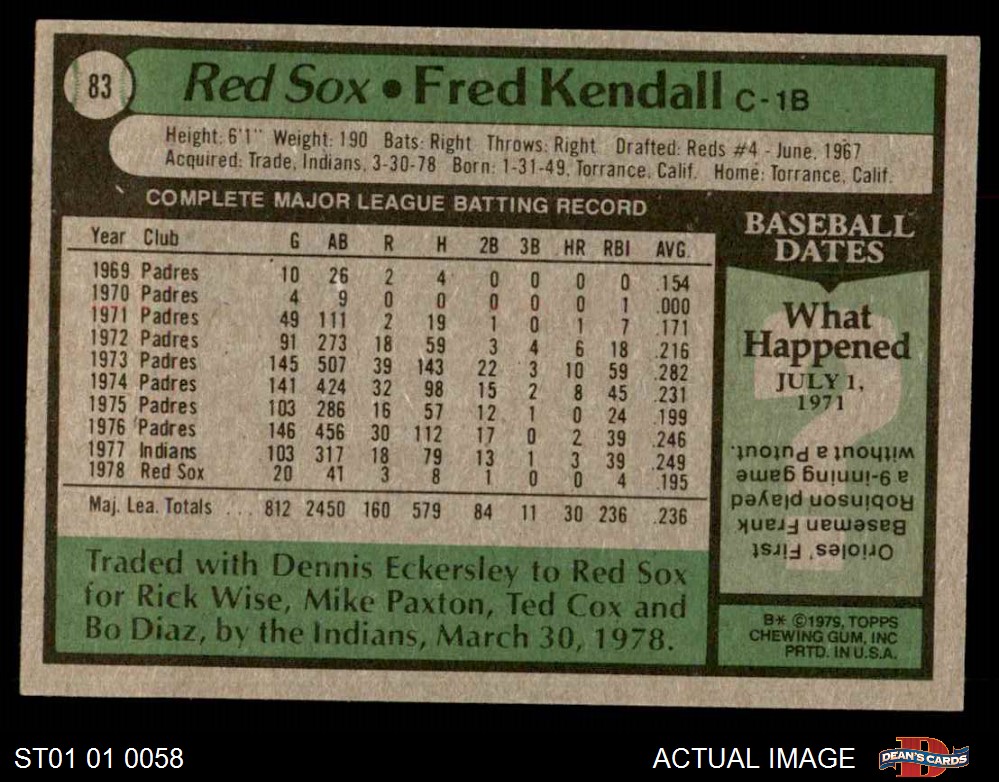 83
Red Sox • Fred Kendall C-1B
Height: 6'1" Weight: 190 Bats: Right Throws: Right Drafted: Reds #4 - June, 1967
Acquired: Trade, Indians, 3-30-78 Born: 1-31-49, Torrance, Calif. Home: Torrance, Calif.
COMPLETE MAJOR LEAGUE BATTING RECORD
Year Club G AB R H 2B 3B HR RBI AVG.
1969 Padres 10 26 2 4 0 0 0 0 .154
1970 Padres 4 9 0 0 0 0 0 1 .000
1971 Padres 49 111 2 19 1 0 1 7 .171
1972 Padres 91 273 18 59 3 4 6 18 .216
1973 Padres 145 507 39 143 22 3 10 59 .282
1974 Padres 141 424 32 98 15 2 8 45 .231
1975 Padres 103 286 16 57 12 1 0 24 .199
1976 Padres 146 456 30 112 17 0 2 39 .246
1977 Indians 103 317 18 79 13 1 3 39 .249
1978 Red Sox 20 41 3 8 1 0 0 4 .195
Maj. Lea. Totals . . . 812 2450 160 579 84 11 30 236 .236
Traded with Dennis Eckersley to Red Sox
for Rick Wise, Mike Paxton, Ted Cox and
Bo Diaz, by the Indians, March 30, 1978.
BASEBALL
DATES
?
What
Happened
JULY 1,
1971
Orioles' First
Baseman Frank
Robinson played
a 9-inning game
without a Putout.
B* ©1979, TOPPS
CHEWING GUM, INC
PRTD. IN U.S.A.
ST01 01 0058
ACTUAL IMAGE
D
DEAN'S CARDS